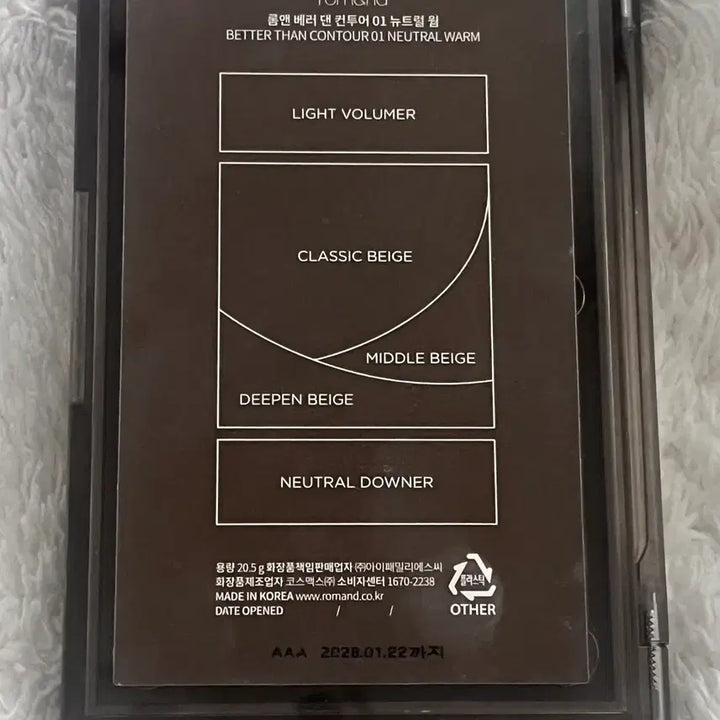 rom&nd
롬앤 베러 댄 컨투어 01 뉴트럴 웜
BETTER THAN CONTOUR 01 NEUTRAL WARM
LIGHT VOLUMER
CLASSIC BEIGE
MIDDLE BEIGE
DEEPEN BEIGE
NEUTRAL DOWNER
용량 20.5 g 화장품책임판매업자 ㈜아이패밀리에스씨
화장품제조업자 코스맥스㈜ 소비자센터 1670-2238
MADE IN KOREA www.romand.co.kr
DATE OPENED / /
플라스틱
OTHER
AAA 2028.01.22까지